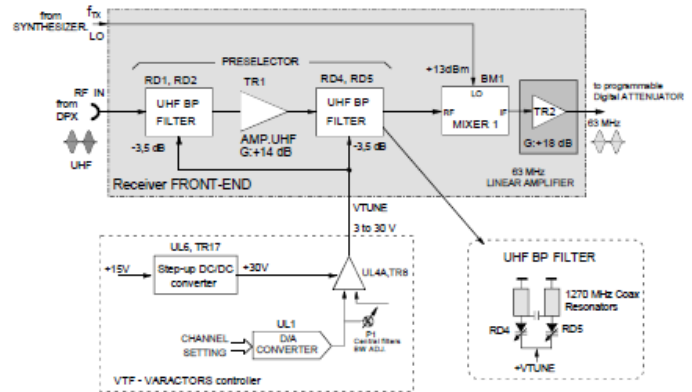 from
SYNTHESIZER
fTX
LO
PRESELECTOR
+13dBm
BM1
RD1, RD2
TR1
RD4, RD5
LO
RF IN
from
DPX
UHF BP
FILTER
UHF BP
FILTER
RF
IF
MIXER 1
TR2
to programmable
Digital ATTENUATOR
63 MHz
-3,5 dB
AMP.UHF
G:+14 dB
-3,5 dB
G:+18 dB
UHF
Receiver FRONT-END
63 MHz
LINEAR AMPLIFIER
VTUNE
3 to 30 V
UL6, TR17
+15V
Step-up DC/DC
converter
+30V
UL4A,TR8
UHF BP FILTER
1270 MHz Coax
Resonators
RD4
RD5
+VTUNE
UL1
CHANNEL
SETTING
D/A
CONVERTER
P1
Central filters
BW ADJ.
VTF - VARACTORS controller